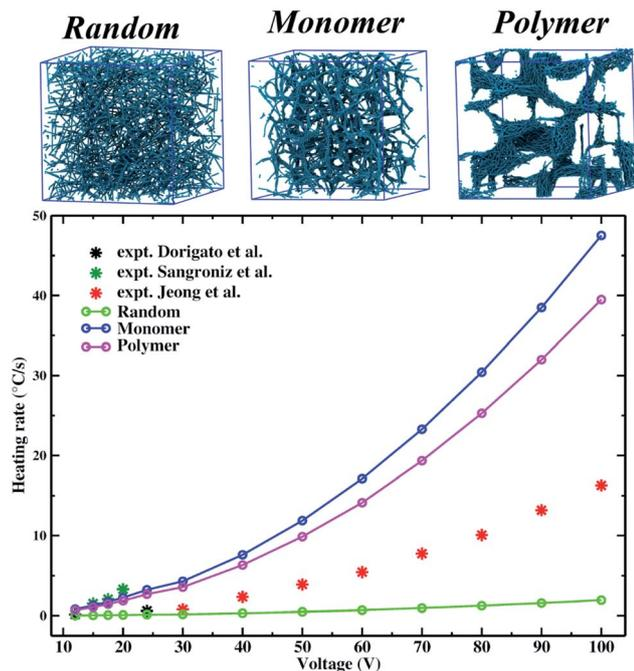 Random Monomer Polymer
50
40
30
20
10
0
Heating rate (°C/s)
expt. Dorigato et al.
expt. Sangroniz et al.
expt. Jeong et al.
Random
Monomer
Polymer
10 20 30 40 50 60 70 80 90 100
Voltage (V)